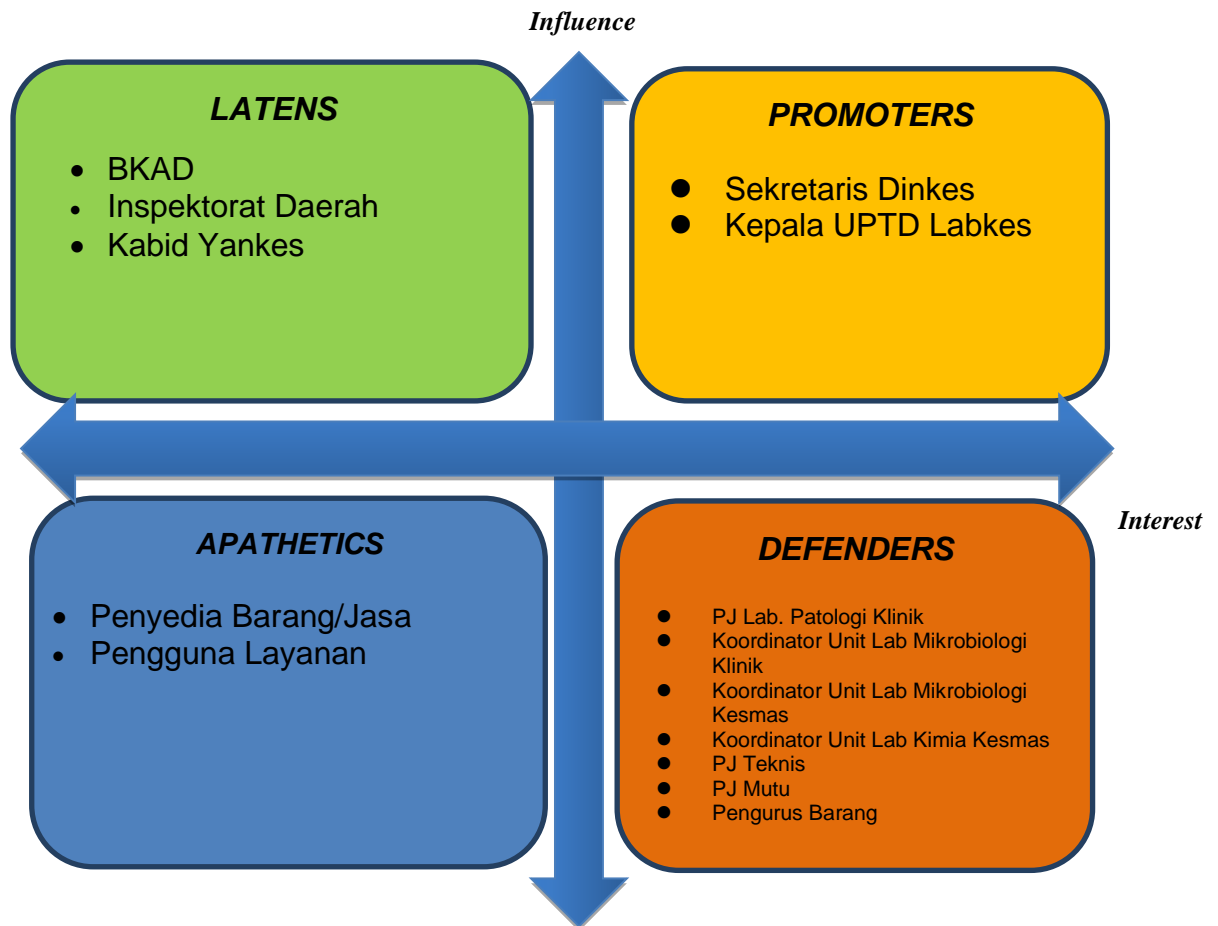 Influence
LATENS
• BKAD
• Inspektorat Daerah
• Kabid Yankes
PROMOTERS
● Sekretaris Dinkes
● Kepala UPTD Labkes
Interest
APATHETICS
• Penyedia Barang/Jasa
• Pengguna Layanan
DEFENDERS
● PJ Lab. Patologi Klinik
● Koordinator Unit Lab Mikrobiologi
Klinik
● Koordinator Unit Lab Mikrobiologi
Kesmas
● Koordinator Unit Lab Kimia Kesmas
● PJ Teknis
● PJ Mutu
● Pengurus Barang